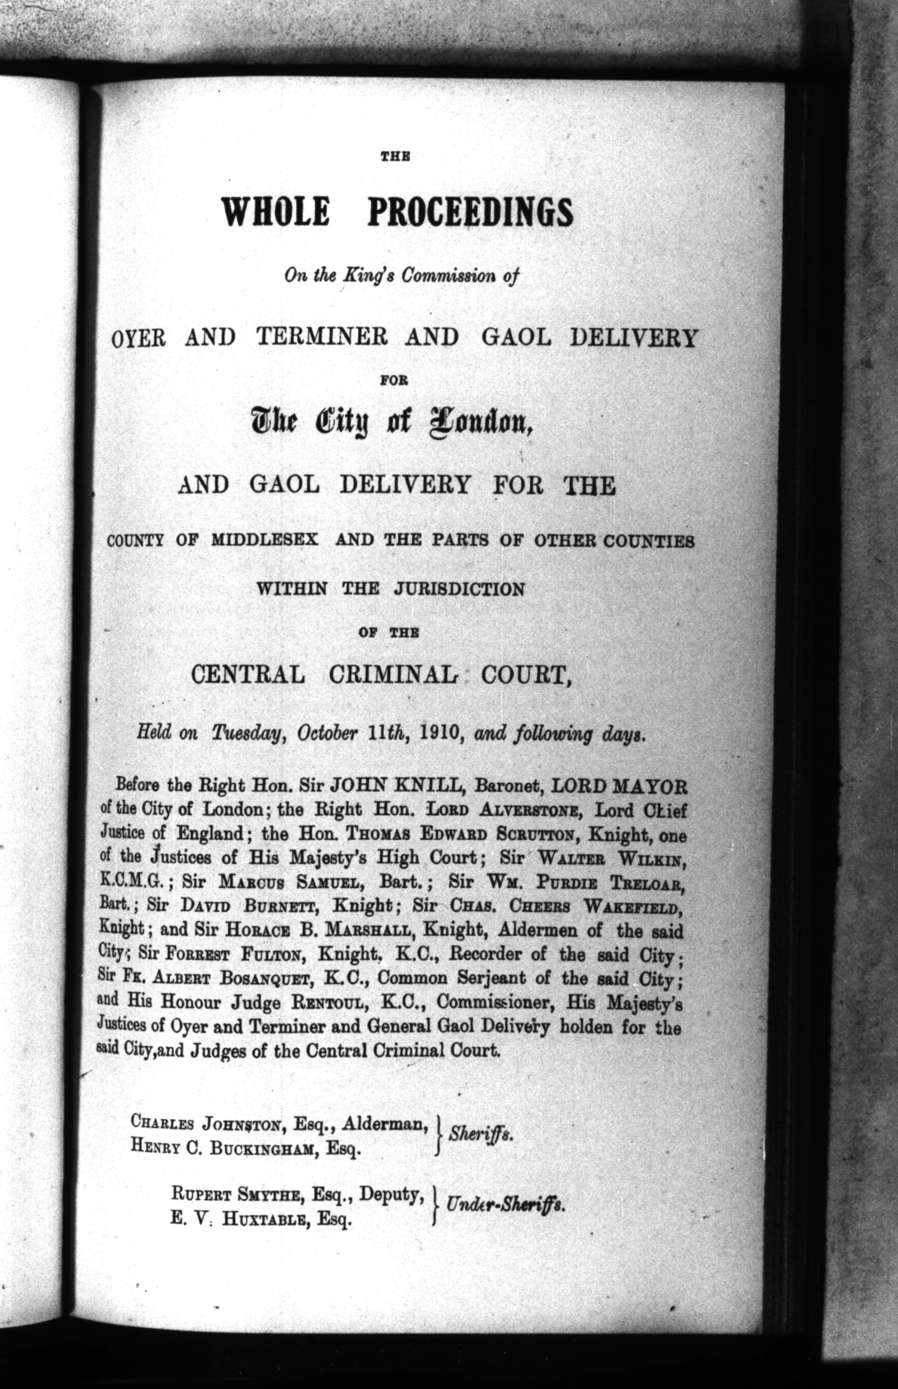 THE
WHOLE PROCEEDINGS
On the King's Commission of
OYER AND TERMINER AND GAOL DELIVERY
FOR
The City of London,
AND GAOL DELIVERY FOR THE
COUNTY OF MIDDLESEX AND THE PARTS OF OTHER COUNTIES
WITHIN THE JURISDICTION
OF THE
CENTRAL CRIMINAL COURT,
Held on Tuesday, October 11th, 1910, and following days.
Before the Right Hon. Sir JOHN KNILL, Baronet, LORD MAYOR
of the City of London; the Right Hon. LORD ALVERSTONE, Lord Chief
Justice of England; the Hon. THOMAS EDWARD SCRUTTON, Knight, one
of the Justices of His Majesty's High Court; Sir WALTER WILKIN,
K.C.M.G.; Sir MARCUS SAMUEL, Bart.; Sir WM. PURDIE TRELOAR,
Bart.; Sir DAVID BURNETT, Knight; Sir CHAS. CHEERS WAKEFIELD,
Knight; and Sir HORACE B. MARSHALL, Knight, Aldermen of the said
City; Sir FORREST FULTON, Knight, K.C., Recorder of the said City;
Sir FK. ALBERT BOSANQUET, K.C., Common Serjeant of the said City;
and His Honour Judge RENTOUL, K.C., Commissioner, His Majesty's
Justices of Oyer and Terminer and General Gaol Delivery holden for the
said City,and Judges of the Central Criminal Court.
CHARLES JOHNSTON, Esq., Alderman,
HENRY C. BUCKINGHAM, Esq.
} Sheriffs.
RUPERT SMYTHE, Esq., Deputy,
E. V. HUXTABLE, Esq.
} Under-Sheriffs.